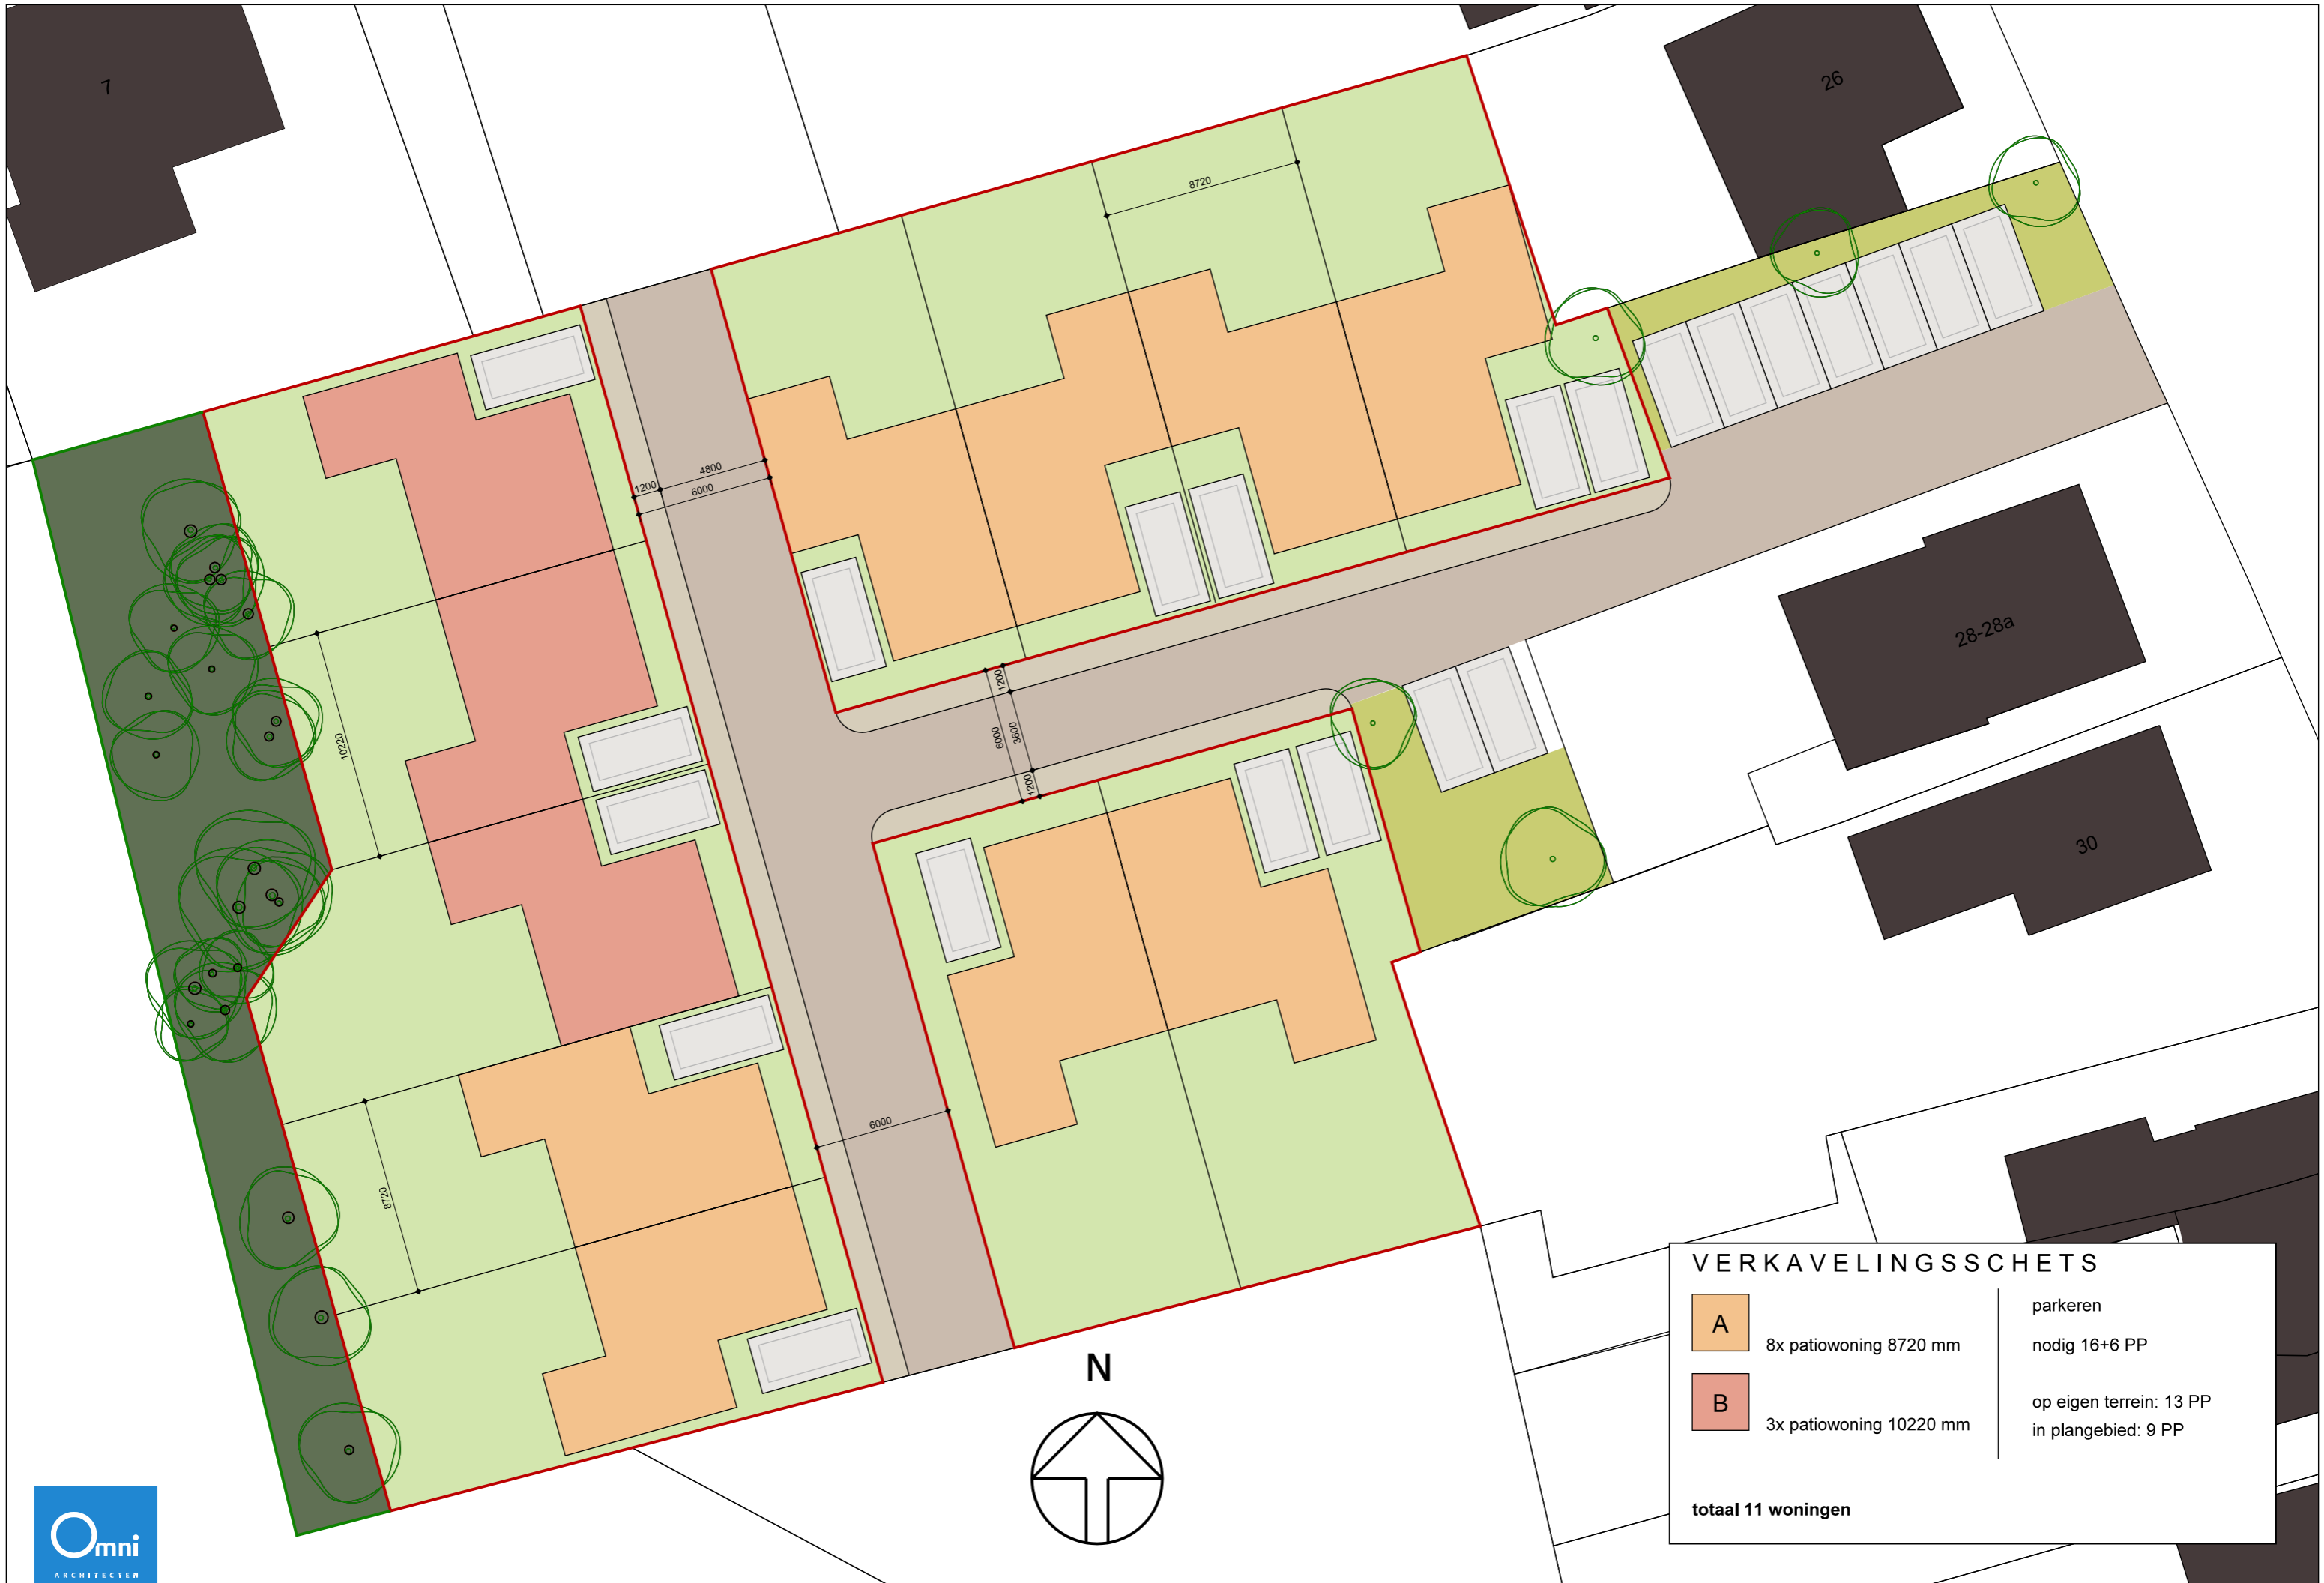 7
26
8720
4800
1200
6000
10220
1200
3600
6000
1200
28-28a
30
8720
6000
N
VERKAVELINGSSCHETS
A
8x patiowoning 8720 mm
B
3x patiowoning 10220 mm
totaal 11 woningen
parkeren
nodig 16+6 PP
op eigen terrein: 13 PP
in plangebied: 9 PP
Omni
ARCHITECTEN